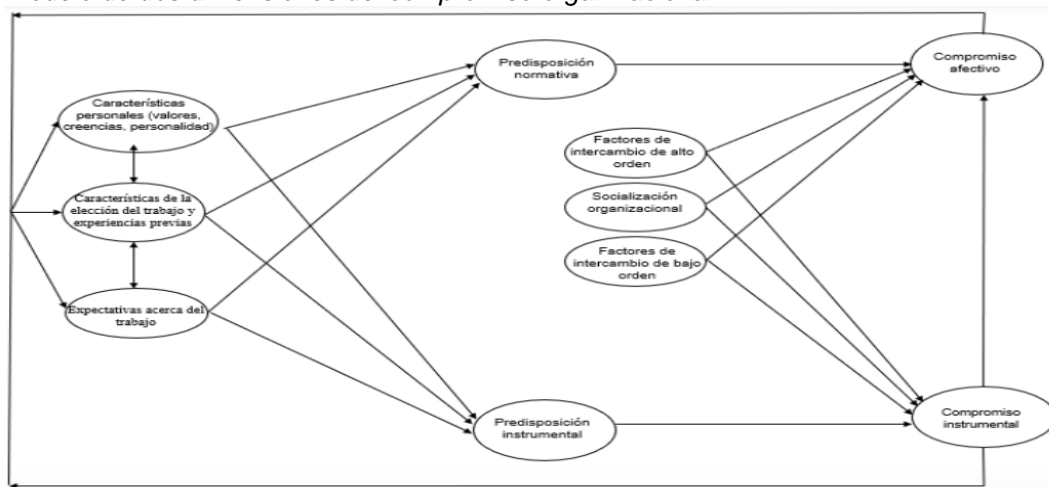 Compromiso
afectivo
Predisposición
normativa
Características
personales (valores,
creencias, personalidad)
Factores de
intercambio de alto
orden
Características de la
elección del trabajo y
experiencias previas
Socialización
organizacional
Factores de
intercambio de bajo
orden
Expectativas acerca del
trabajo
Predisposición
instrumental
Compromiso
instrumental